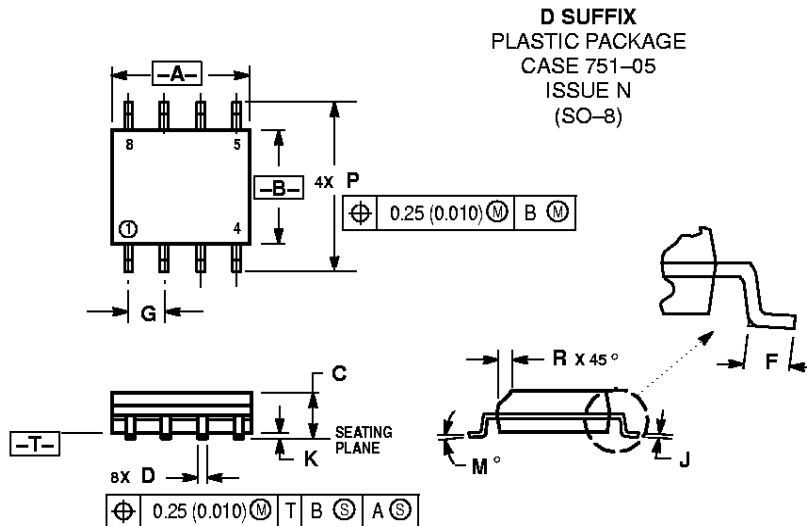 D SUFFIX
PLASTIC PACKAGE
CASE 751–05
ISSUE N
(SO–8)
–A–
8 5
–B–
4X P
⌖ 0.25 (0.010) Ⓜ B Ⓜ
① 4
G
R X 45°
F
C
–T–
SEATING
PLANE
K
M°
J
8X D
⌖ 0.25 (0.010) Ⓜ T B Ⓢ A Ⓢ